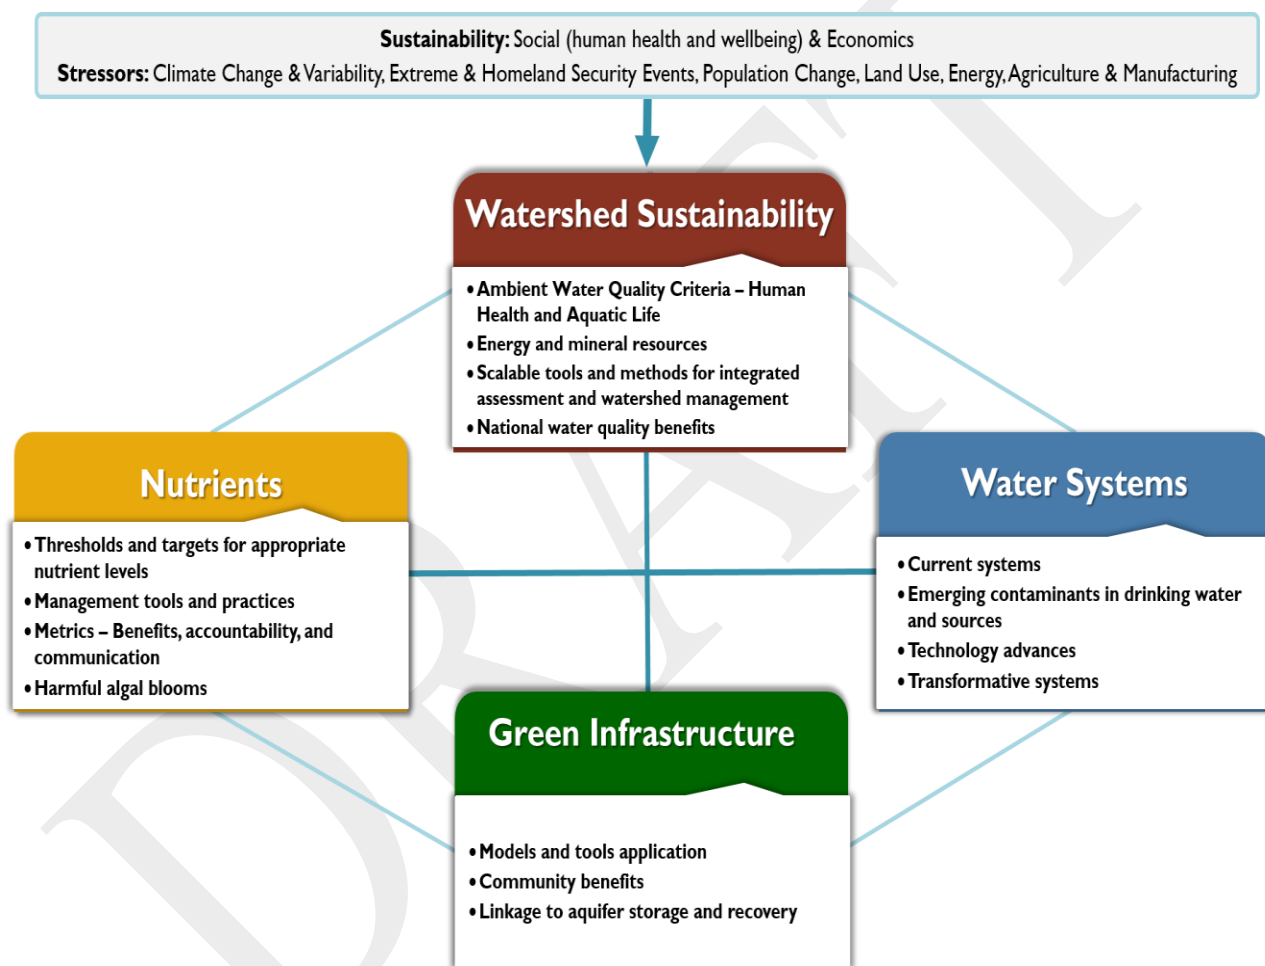 Sustainability: Social (human health and wellbeing) & Economics
Stressors: Climate Change & Variability, Extreme & Homeland Security Events, Population Change, Land Use, Energy, Agriculture & Manufacturing
Watershed Sustainability
• Ambient Water Quality Criteria – Human
Health and Aquatic Life
• Energy and mineral resources
• Scalable tools and methods for integrated
assessment and watershed management
• National water quality benefits
Nutrients
• Thresholds and targets for appropriate
nutrient levels
• Management tools and practices
• Metrics – Benefits, accountability, and
communication
• Harmful algal blooms
Water Systems
• Current systems
• Emerging contaminants in drinking water
and sources
• Technology advances
• Transformative systems
Green Infrastructure
• Models and tools application
• Community benefits
• Linkage to aquifer storage and recovery
DRAFT